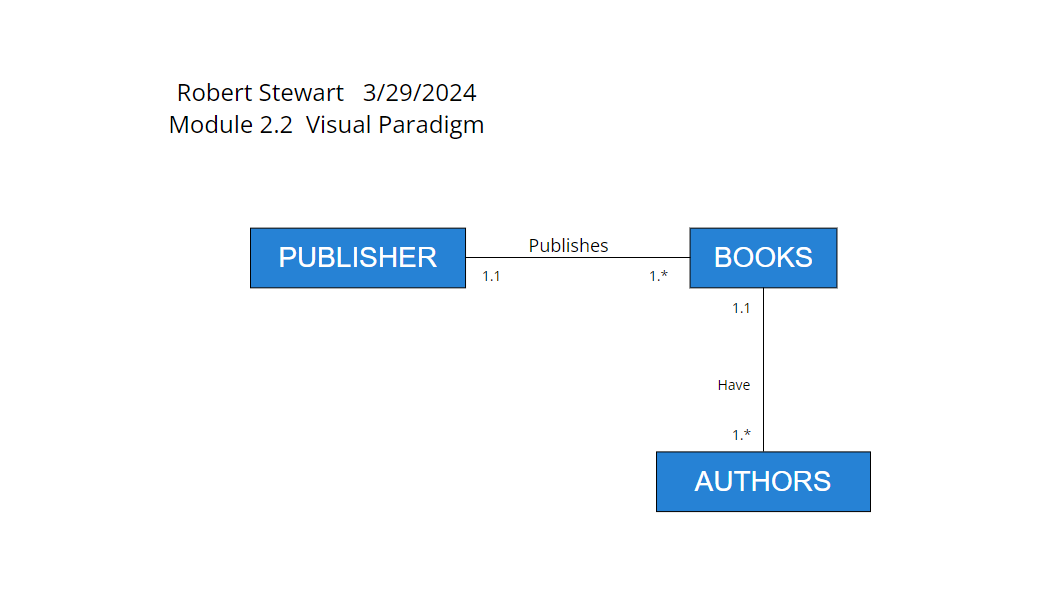 Robert Stewart   3/29/2024
Module 2.2  Visual Paradigm
PUBLISHER
Publishes
BOOKS
1.1
1.*
1.1
Have
1.*
AUTHORS